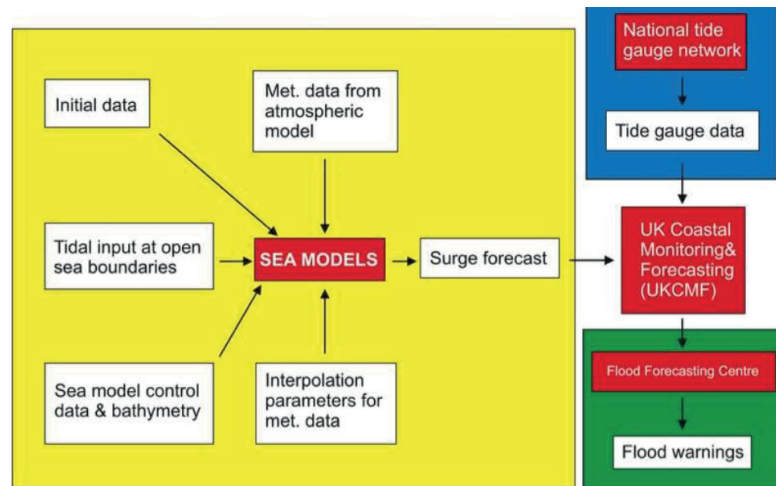 Initial data
Met. data from
atmospheric
model
Tidal input at open
sea boundaries
SEA MODELS
Surge forecast
Sea model control
data & bathymetry
Interpolation
parameters for
met. data
National tide
gauge network
Tide gauge data
UK Coastal
Monitoring&
Forecasting
(UKCMF)
Flood Forecasting Centre
Flood warnings